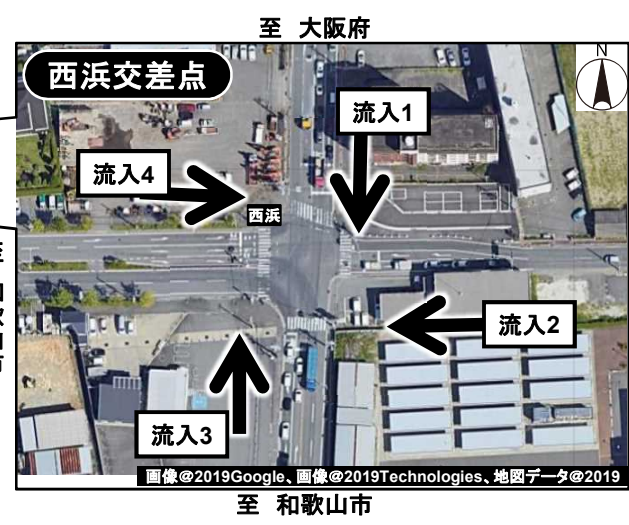 至 大阪府
西浜交差点
N
流入1
流入4
西浜
流入2
流入3
画像@2019Google、画像@2019Technologies、地図データ@2019
至 和歌山市